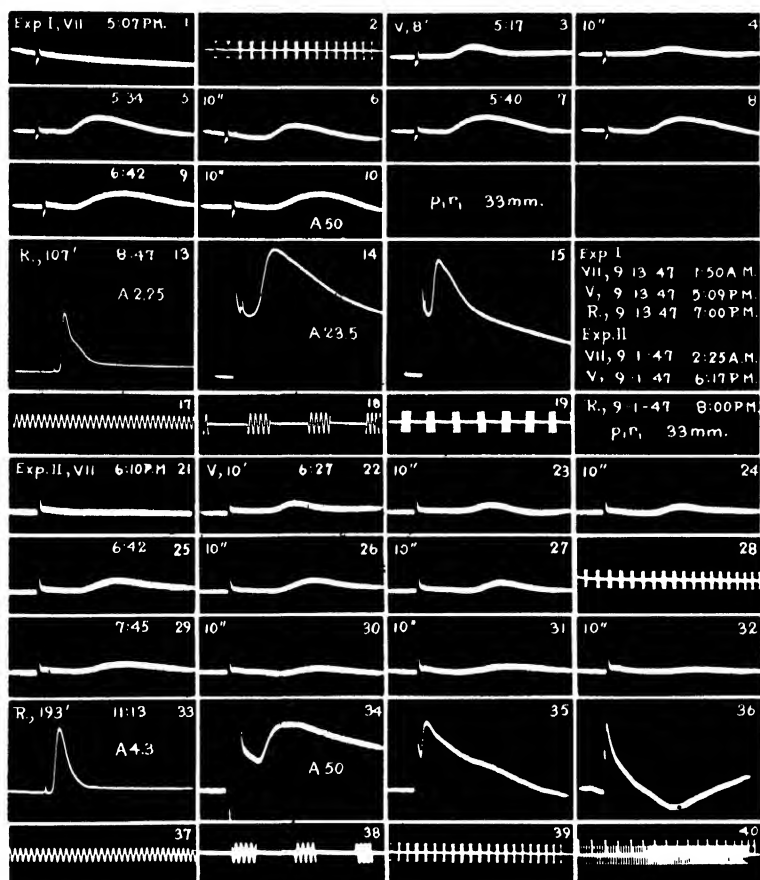 Exp I, VII 5:07 P.M. 1
2
V, 8' 5:17 3
10" 4
5:34 5
10" 6
5:40 7
8
6:42 9
10" 10
A 50
p₁r₁ 33mm.
R., 107' 8:47 13
A 2.25
14
A 23.5
15
Exp I
VII, 9 13 47 1:50 A.M.
V, 9 13 47 5:09 P.M.
R., 9 13 47 7:00 P.M.
Exp. II
VII, 9-1-47 2:25 A.M.
V, 9-1-47 6:17 P.M.
17
18
19
R., 9-1-47 8:00 P.M.
p₁r₁ 33mm.
Exp. II, VII 6:10 P.M 21
V, 10' 6:27 22
10" 23
10" 24
6:42 25
10" 26
10" 27
28
7:45 29
10" 30
10" 31
10" 32
R., 193' 11:13 33
A 4.3
34
A 50
35
36
37
38
39
40